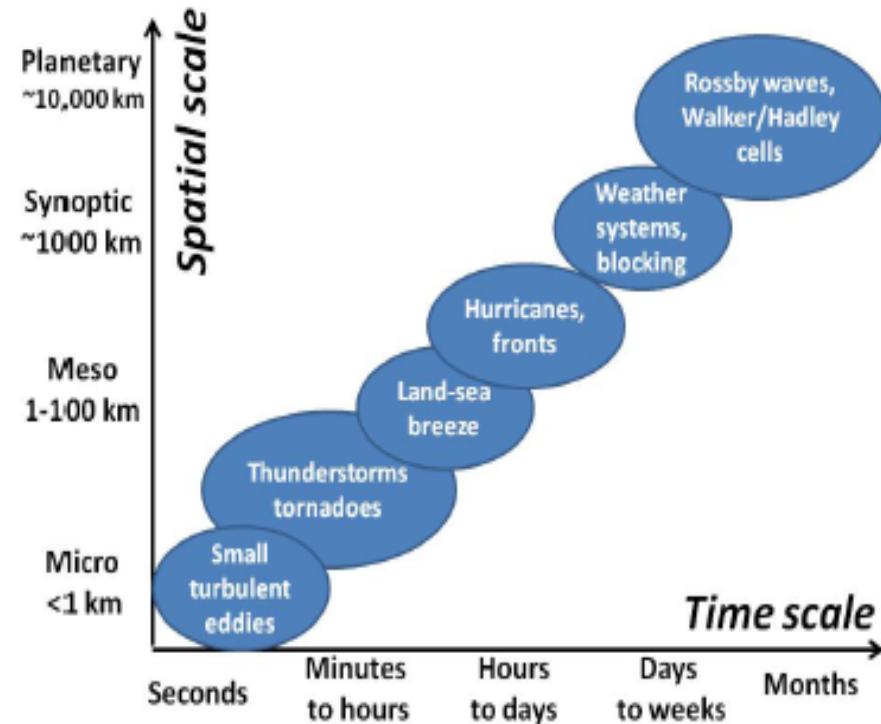 Planetary
~10,000 km
Synoptic
~1000 km
Meso
1-100 km
Micro
<1 km
Spatial scale
Rossby waves,
Walker/Hadley
cells
Weather
systems,
blocking
Hurricanes,
fronts
Land-sea
breeze
Thunderstorms
tornadoes
Small
turbulent
eddies
Time scale
Seconds
Minutes
to hours
Hours
to days
Days
to weeks
Months